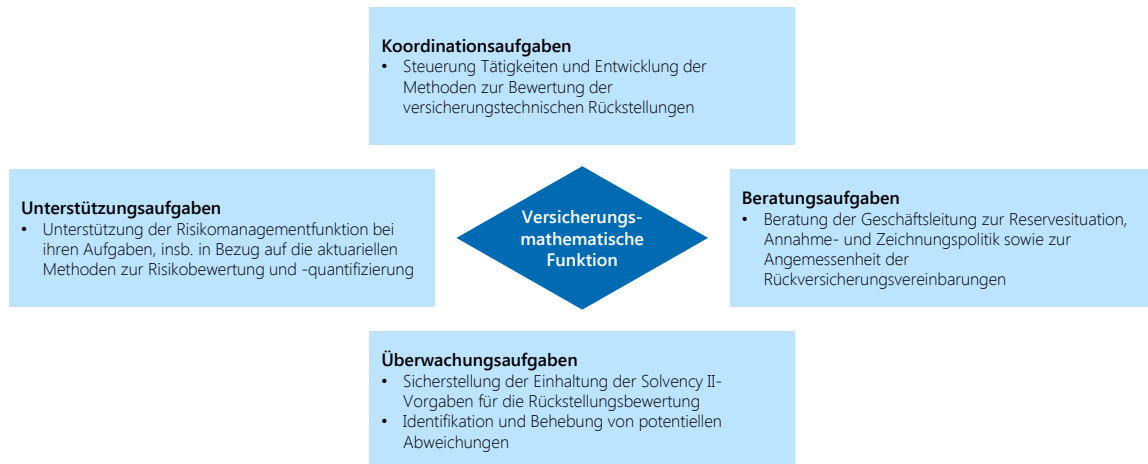 Koordinationsaufgaben
• Steuerung Tätigkeiten und Entwicklung der
Methoden zur Bewertung der
versicherungstechnischen Rückstellungen
Unterstützungsaufgaben
• Unterstützung der Risikomanagementfunktion bei
ihren Aufgaben, insb. in Bezug auf die aktuariellen
Methoden zur Risikobewertung und -quantifizierung
Versicherungs-
mathematische
Funktion
Beratungsaufgaben
• Beratung der Geschäftsleitung zur Reservesituation,
Annahme- und Zeichnungspolitik sowie zur
Angemessenheit der
Rückversicherungsvereinbarungen
Überwachungsaufgaben
• Sicherstellung der Einhaltung der Solvency II-
Vorgaben für die Rückstellungsbewertung
• Identifikation und Behebung von potentiellen
Abweichungen